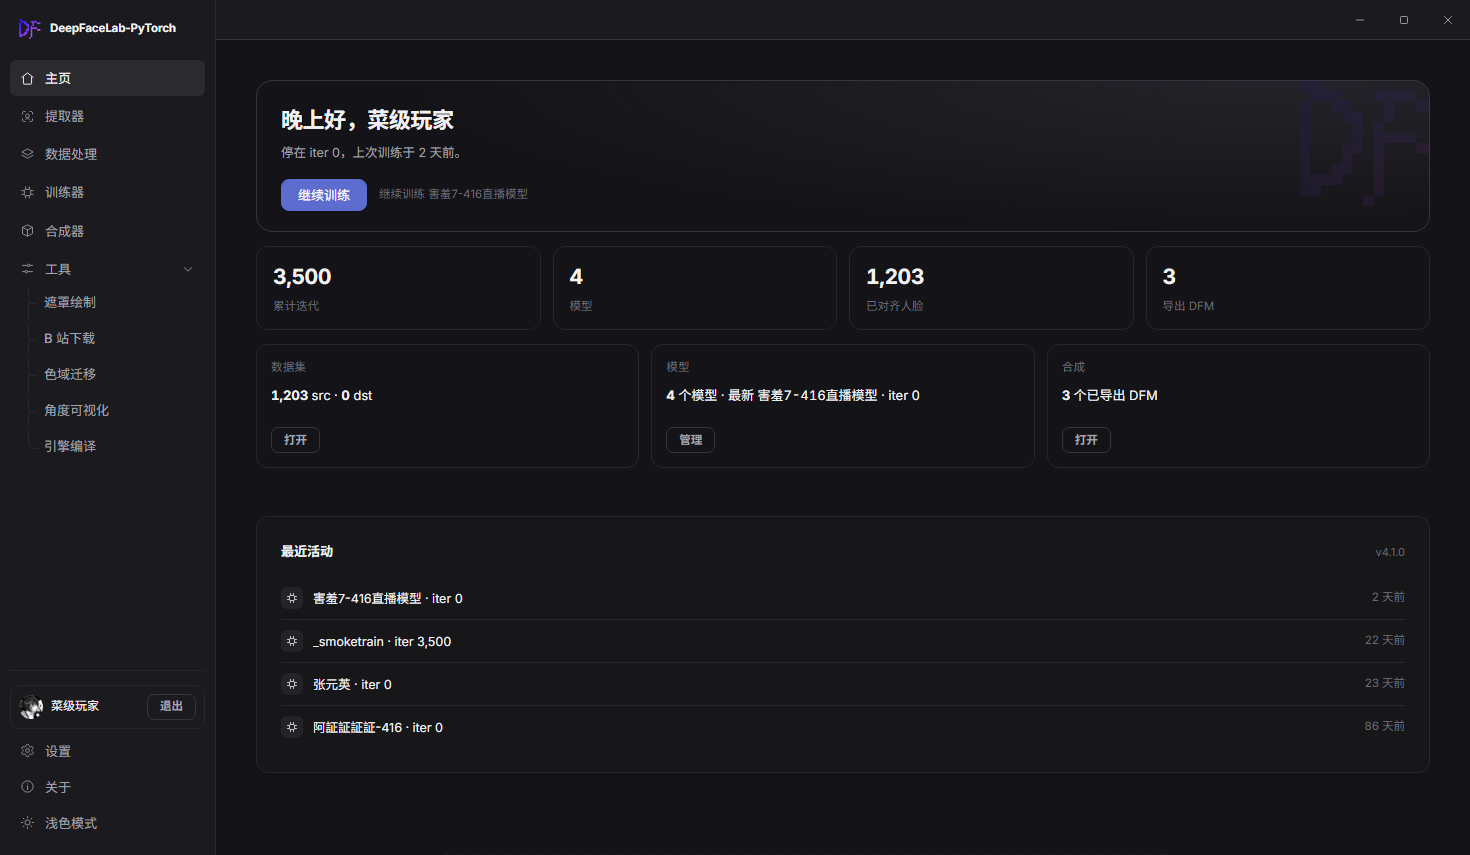 DeepFaceLab-PyTorch
主页
提取器
数据处理
训练器
合成器
工具
遮罩绘制
B 站下载
色域迁移
角度可视化
引擎编译
菜级玩家
退出
设置
关于
浅色模式
晚上好，菜级玩家
停在 iter 0，上次训练于 2 天前。
继续训练
继续训练 害羞7-416直播模型
3,500
累计迭代
4
模型
1,203
已对齐人脸
3
导出 DFM
数据集
1,203 src · 0 dst
打开
模型
4 个模型 · 最新 害羞7-416直播模型 · iter 0
管理
合成
3 个已导出 DFM
打开
最近活动
v4.1.0
害羞7-416直播模型 · iter 0
2 天前
_smoketrain · iter 3,500
22 天前
张元英 · iter 0
23 天前
阿証証証証-416 · iter 0
86 天前